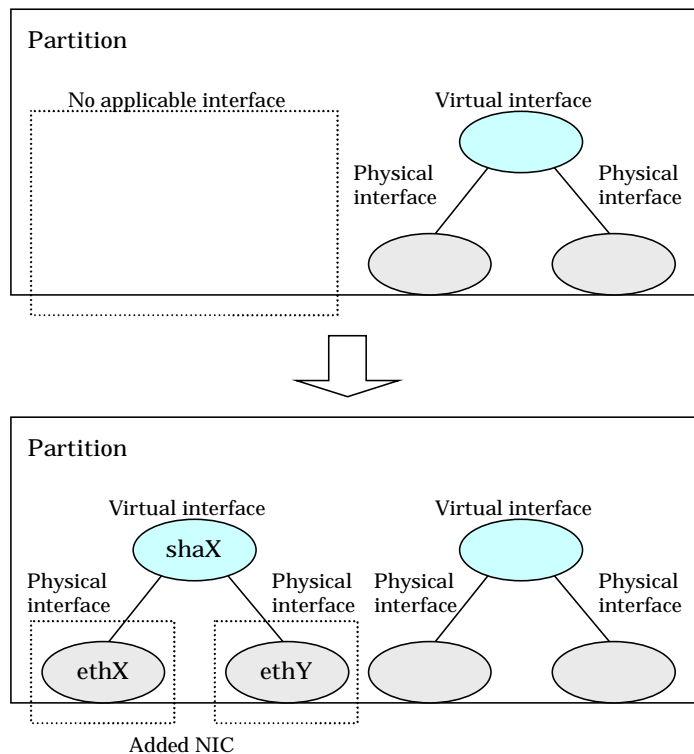 Partition
No applicable interface
Virtual interface
Physical
interface
Physical
interface
Partition
Virtual interface
shaX
Physical
interface
Physical
interface
ethX
ethY
Added NIC
Virtual interface
Physical
interface
Physical
interface